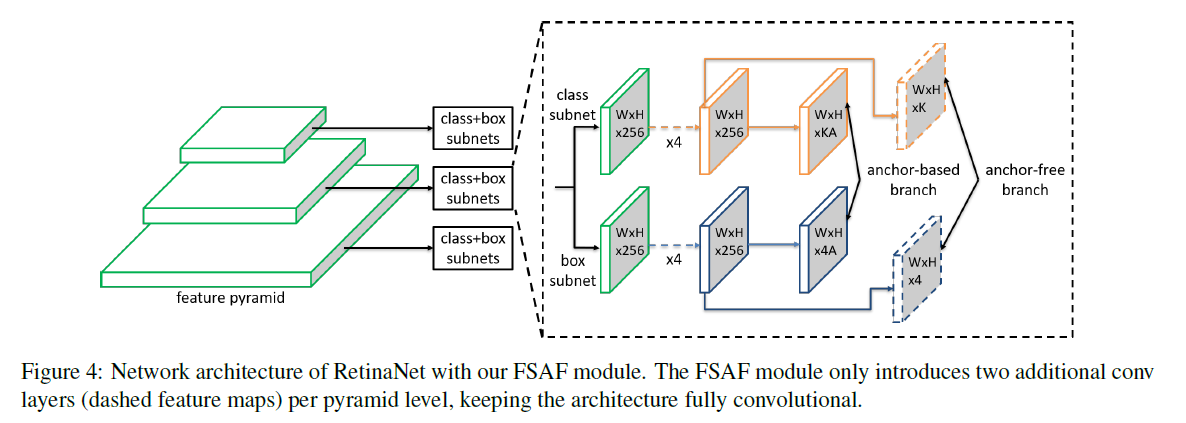 class+box
subnets
class+box
subnets
class+box
subnets
feature pyramid
class
subnet
WxH
x256
x4
WxH
x256
WxH
xKA
WxH
xK
anchor-based
branch
anchor-free
branch
box
subnet
WxH
x256
x4
WxH
x256
WxH
x4A
WxH
x4
Figure 4: Network architecture of RetinaNet with our FSAF module. The FSAF module only introduces two additional conv
layers (dashed feature maps) per pyramid level, keeping the architecture fully convolutional.